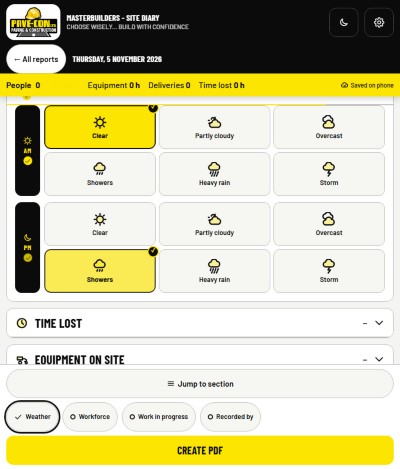 PAVE-CON LTD
PAVING & CONSTRUCTION
MASTERBUILDERS - SITE DIARY
CHOOSE WISELY... BUILD WITH CONFIDENCE
← All reports
THURSDAY, 5 NOVEMBER 2026
People 0 Equipment 0 h Deliveries 0 Time lost 0 h Saved on phone
AM
Clear Partly cloudy Overcast
Showers Heavy rain Storm
PM
Clear Partly cloudy Overcast
Showers Heavy rain Storm
TIME LOST –
EQUIPMENT ON SITE –
Jump to section
Weather Workforce Work in progress Recorded by
CREATE PDF